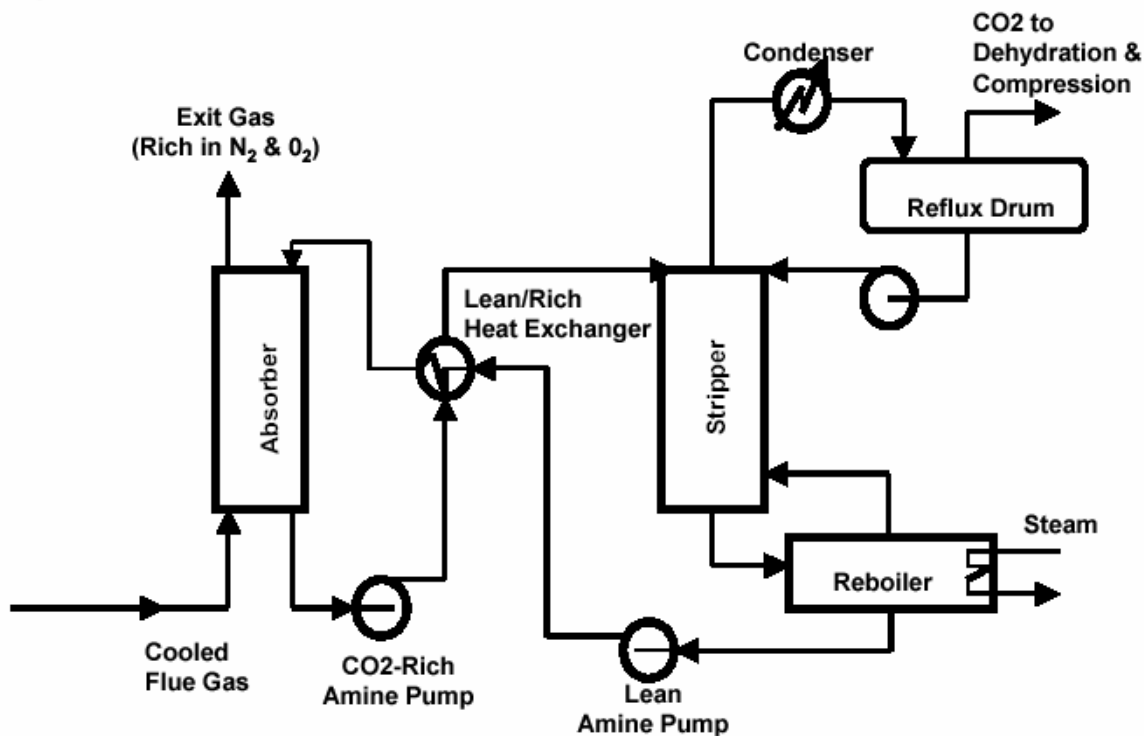 CO2 to
Dehydration &
Compression
Condenser
Exit Gas
(Rich in N₂ & 0₂)
Reflux Drum
Lean/Rich
Heat Exchanger
Absorber
Stripper
Steam
Reboiler
Cooled
Flue Gas
CO2-Rich
Amine Pump
Lean
Amine Pump